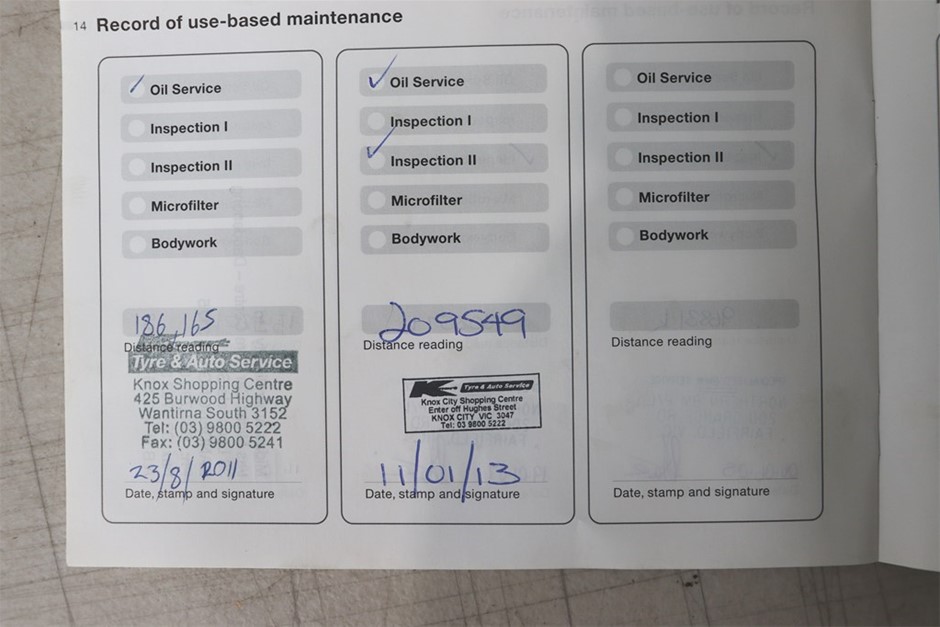 14 Record of use-based maintenance
Oil Service
Inspection I
Inspection II
Microfilter
Bodywork
186,165
Distance reading
Tyre & Auto Service
Knox Shopping Centre
425 Burwood Highway
Wantirna South 3152
Tel: (03) 9800 5222
Fax: (03) 9800 5241
23/8/2011
Date, stamp and signature
Oil Service
Inspection I
Inspection II
Microfilter
Bodywork
209549
Distance reading
K Tyre & Auto Service
Knox City Shopping Centre
Enter off Hughes Street
KNOX CITY VIC 3047
Tel: 03 9800 5222
11/01/13
Date, stamp and signature
Oil Service
Inspection I
Inspection II
Microfilter
Bodywork
Distance reading
Date, stamp and signature